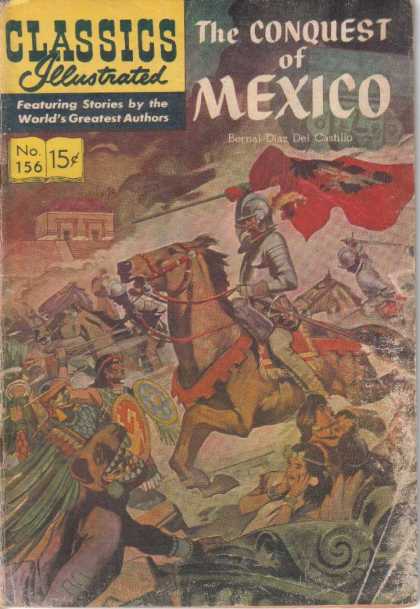 CLASSICS
Illustrated
Featuring Stories by the
World's Greatest Authors
No.
156
15¢
The CONQUEST
of
MEXICO
Bernal Diaz Del Castillo